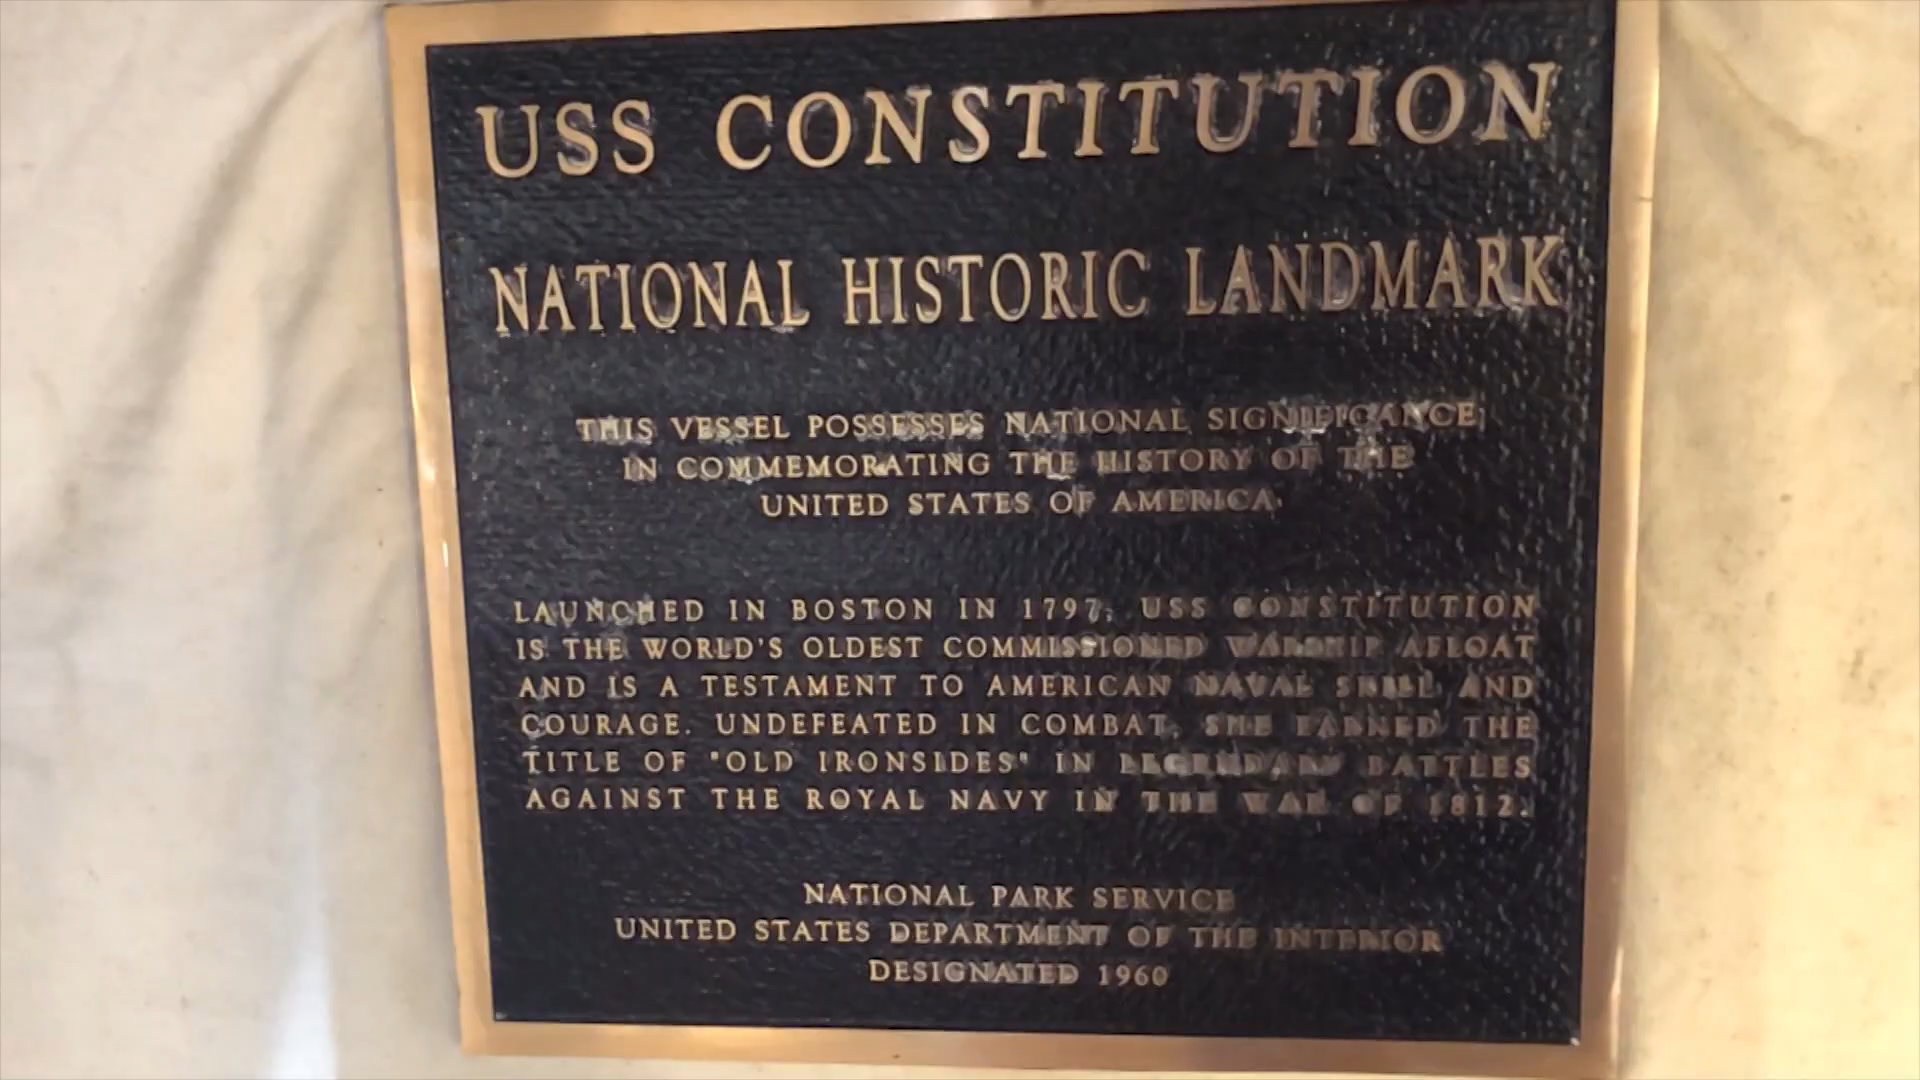 USS CONSTITUTION
NATIONAL HISTORIC LANDMARK
THIS VESSEL POSSESSES NATIONAL SIGNIFICANCE
IN COMMEMORATING THE HISTORY OF THE
UNITED STATES OF AMERICA
LAUNCHED IN BOSTON IN 1797, USS CONSTITUTION
IS THE WORLD'S OLDEST COMMISSIONED WARSHIP AFLOAT
AND IS A TESTAMENT TO AMERICAN NAVAL SKILL AND
COURAGE. UNDEFEATED IN COMBAT, SHE EARNED THE
TITLE OF "OLD IRONSIDES" IN LEGENDARY BATTLES
AGAINST THE ROYAL NAVY IN THE WAR OF 1812.
NATIONAL PARK SERVICE
UNITED STATES DEPARTMENT OF THE INTERIOR
DESIGNATED 1960